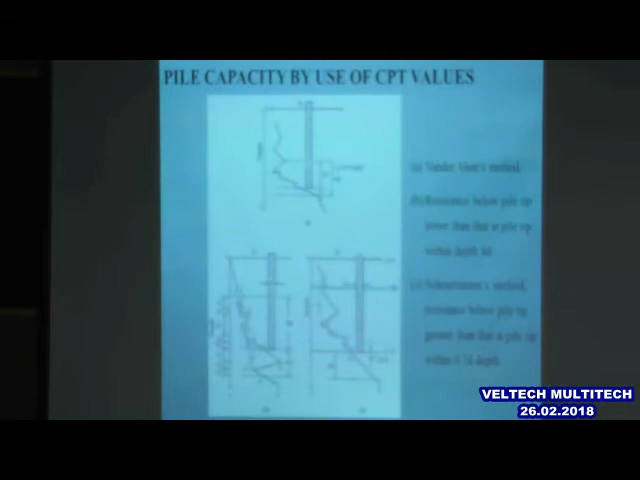 PILE CAPACITY BY USE OF CPT VALUES
(a) Vander Veen's method.
(b) Resistance below pile tip
lower than that at pile tip
within depth 8d
(c) Schmertmann's method,
resistance below pile tip
greater than that at pile tip
within 0.7d depth.
VELTECH MULTITECH
26.02.2018